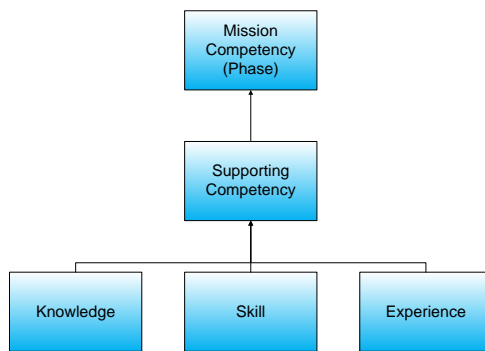 Mission
Competency
(Phase)
Supporting
Competency
Knowledge
Skill
Experience